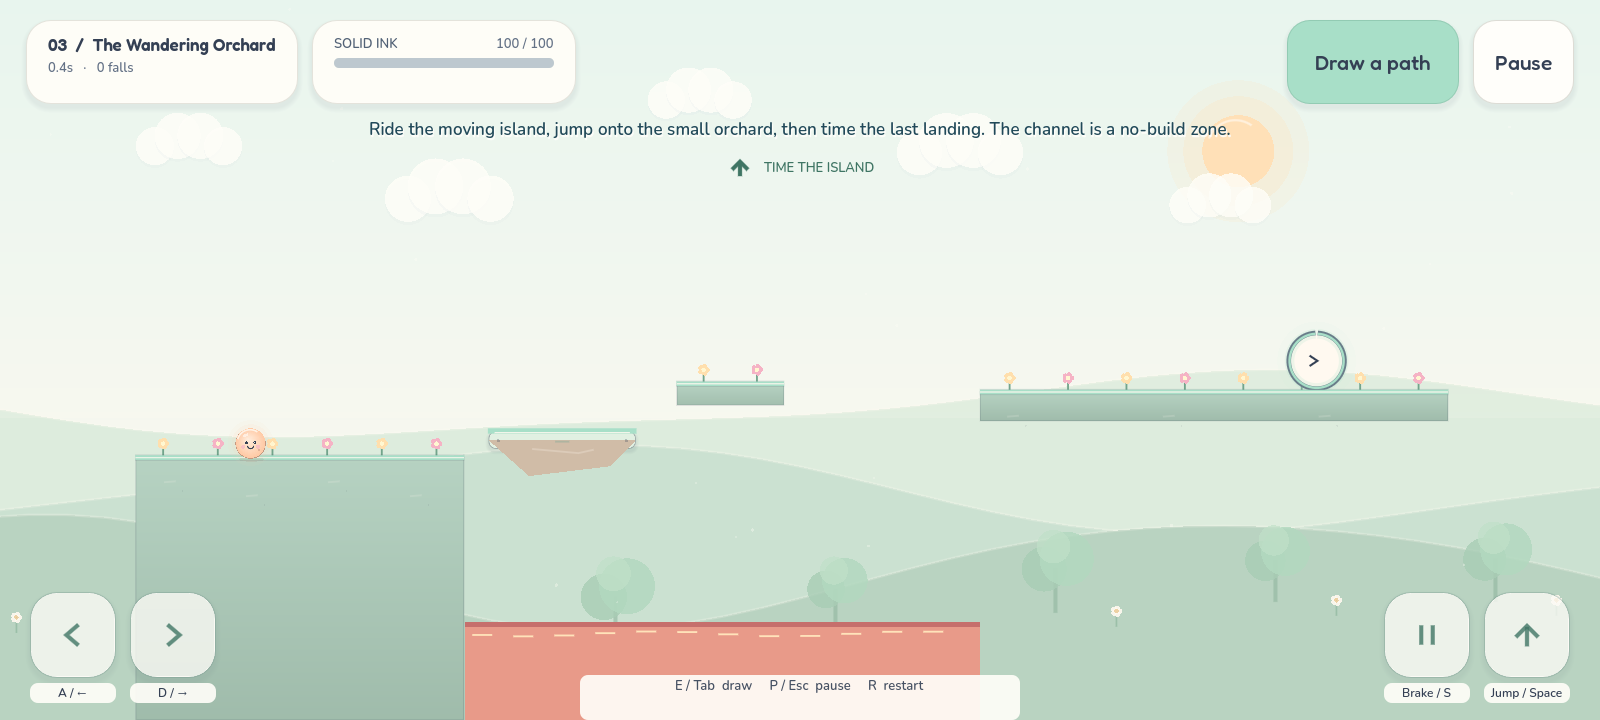 03 / The Wandering Orchard
0.4s · 0 falls
SOLID INK 100 / 100
Draw a path
Pause
Ride the moving island, jump onto the small orchard, then time the last landing. The channel is a no-build zone.
TIME THE ISLAND
A / ←
D / →
Brake / S
Jump / Space
E / Tab draw P / Esc pause R restart